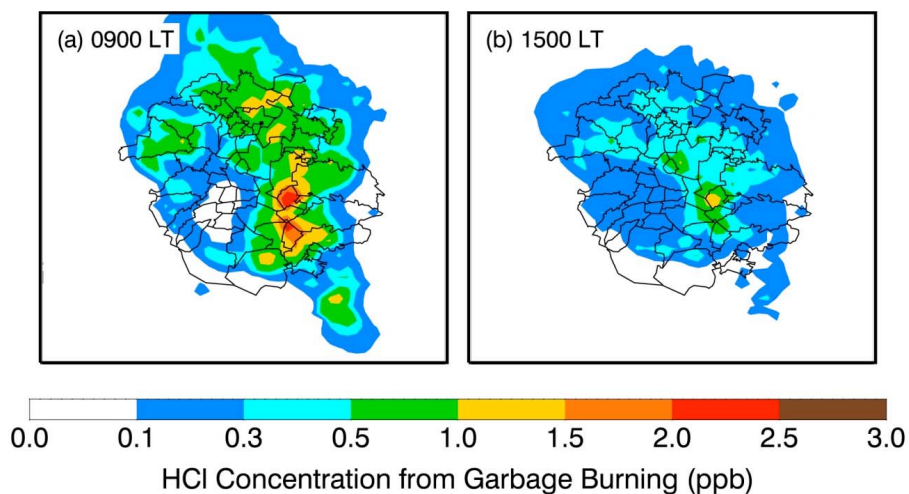 (a) 0900 LT
(b) 1500 LT
0.0 0.1 0.3 0.5 1.0 1.5 2.0 2.5 3.0
HCl Concentration from Garbage Burning (ppb)